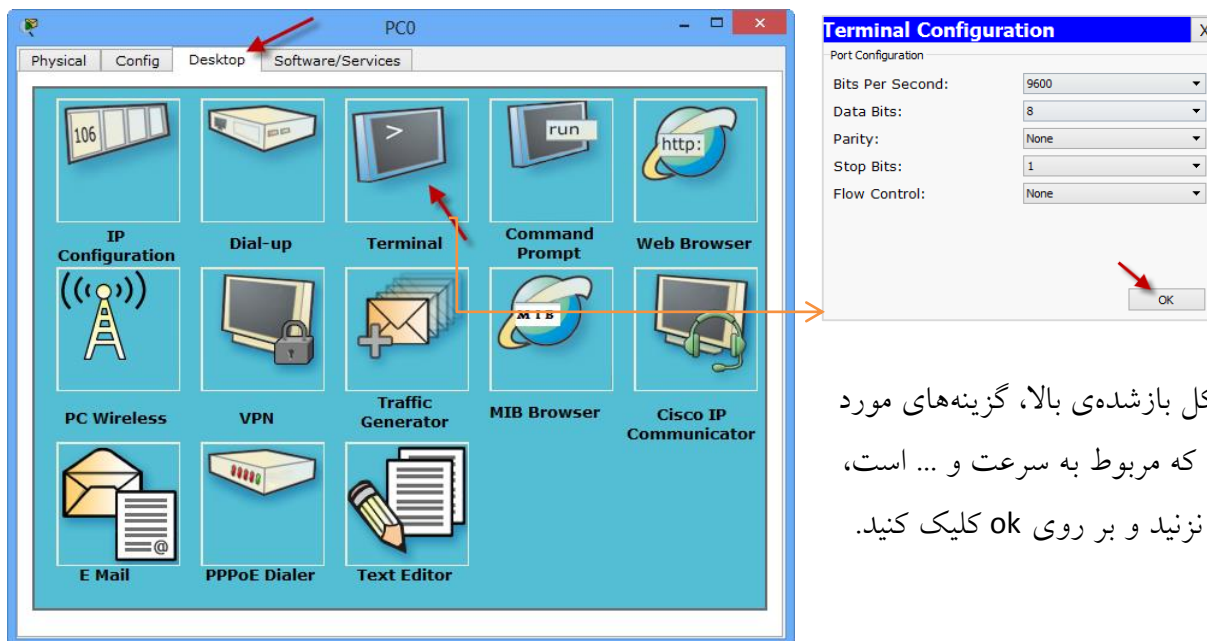 PC0
Physical Config Desktop Software/Services
106
>
run
http:
IP
Configuration
Dial-up
Terminal
Command
Prompt
Web Browser
MIB
PC Wireless
VPN
Traffic
Generator
MIB Browser
Cisco IP
Communicator
@
E Mail
PPPoE Dialer
Text Editor
Terminal Configuration X
Port Configuration
Bits Per Second: 9600
Data Bits: 8
Parity: None
Stop Bits: 1
Flow Control: None
OK
کل بازشده‌ی بالا، گزینه‌های مورد
که مربوط به سرعت و ... است،
نزنید و بر روی ok کلیک کنید.